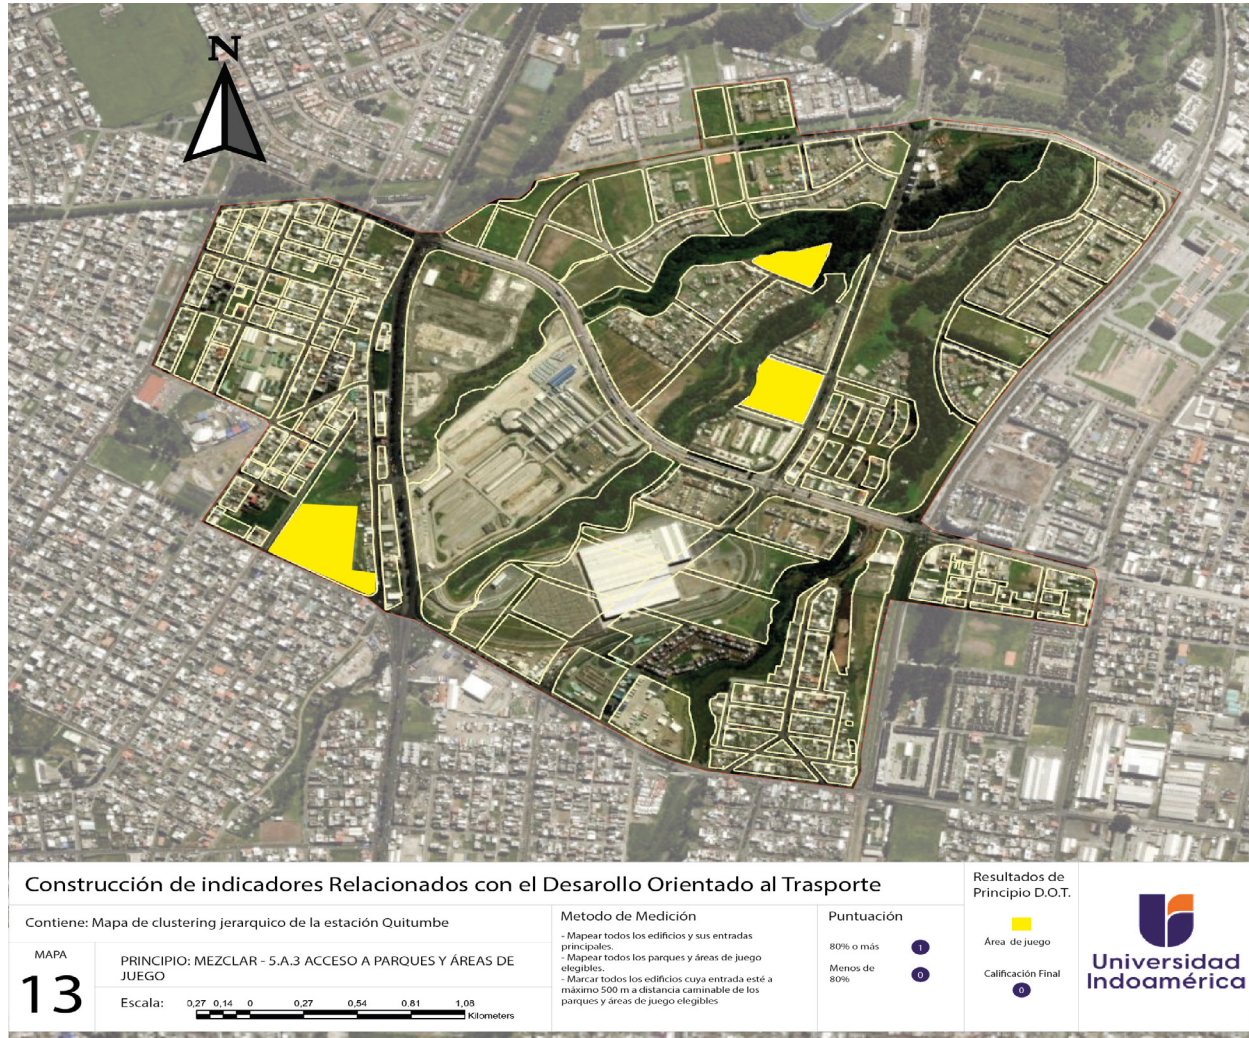 N
Construcción de indicadores Relacionados con el Desarollo Orientado al Trasporte
Contiene: Mapa de clustering jerarquico de la estación Quitumbe
MAPA
13
PRINCIPIO: MEZCLAR - 5.A.3 ACCESO A PARQUES Y ÁREAS DE
JUEGO
Escala:
0,27 0,14 0 0,27 0,54 0,81 1,08
Kilometers
Metodo de Medición
- Mapear todos los edificios y sus entradas
principales.
- Mapear todos los parques y áreas de juego
elegibles.
- Marcar todos los edificios cuya entrada esté a
máximo 500 m a distancia caminable de los
parques y áreas de juego elegibles
Puntuación
80% o más 1
Menos de
80% 0
Resultados de
Principio D.O.T.
Área de juego
Calificación Final
0
Universidad
Indoamérica